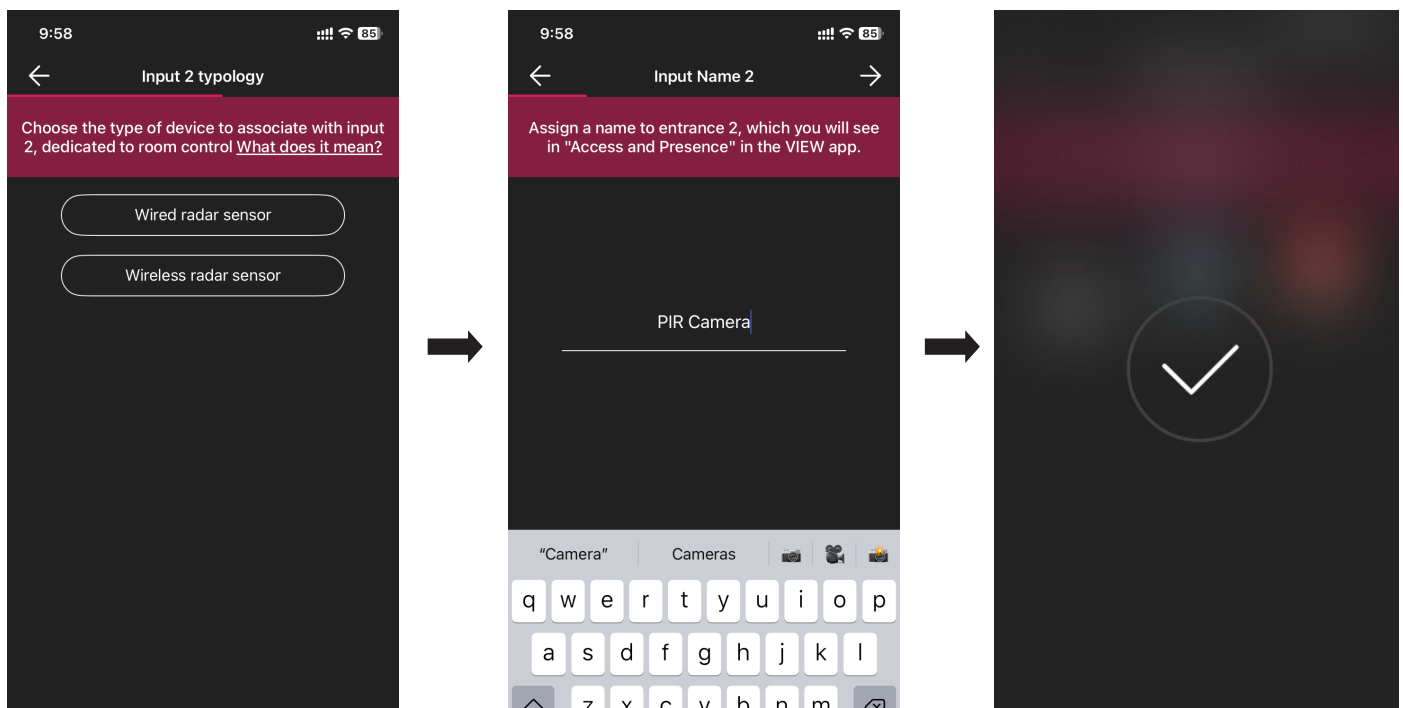 9:58
85
Input 2 typology
Choose the type of device to associate with input
2, dedicated to room control What does it mean?
Wired radar sensor
Wireless radar sensor
9:58
85
Input Name 2
Assign a name to entrance 2, which you will see
in "Access and Presence" in the VIEW app.
PIR Camera
“Camera” Cameras
q w e r t y u i o p
a s d f g h j k l
z x c v b n m